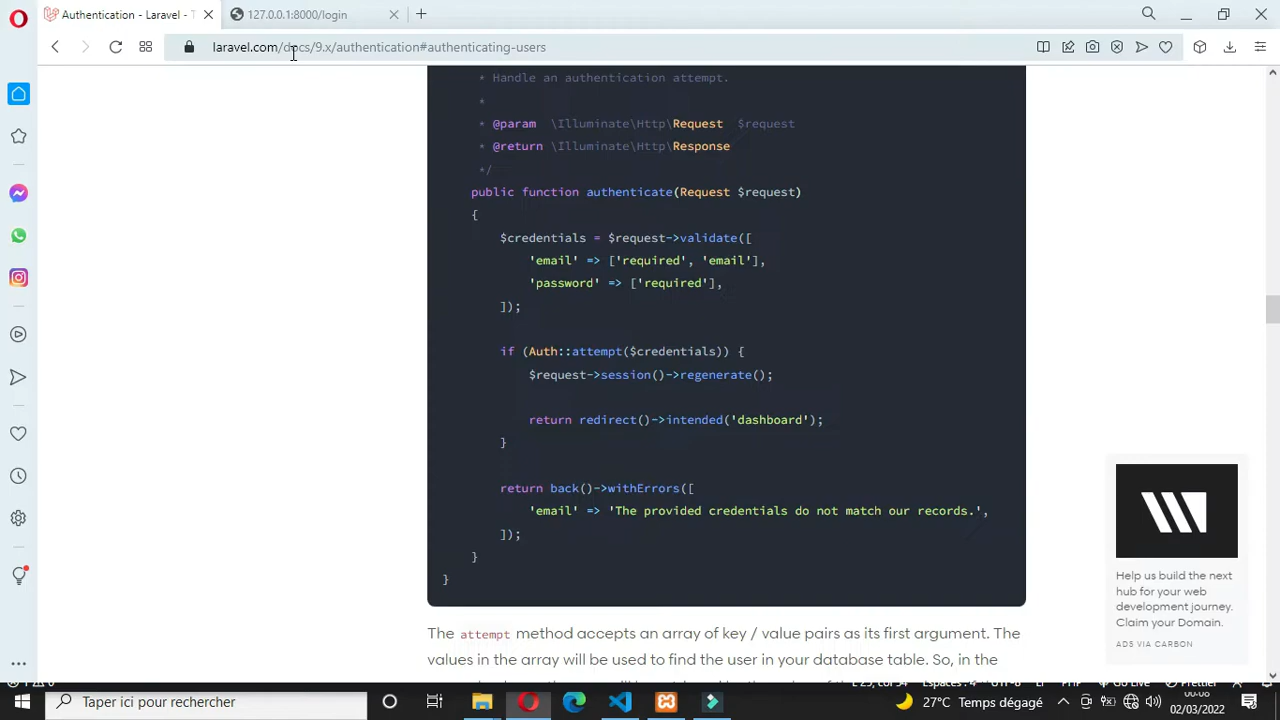 Authentication - Laravel - T
127.0.0.1:8000/login
laravel.com/docs/9.x/authentication#authenticating-users
* Handle an authentication attempt.
*
* @param \Illuminate\Http\Request $request
* @return \Illuminate\Http\Response
*/
public function authenticate(Request $request)
{
$credentials = $request->validate([
'email' => ['required', 'email'],
'password' => ['required'],
]);
if (Auth::attempt($credentials)) {
$request->session()->regenerate();
return redirect()->intended('dashboard');
}
return back()->withErrors([
'email' => 'The provided credentials do not match our records.',
]);
}
}
Help us build the next
hub for your web
development journey.
Claim your Domain.
ADS VIA CARBON
The attempt method accepts an array of key / value pairs as its first argument. The
values in the array will be used to find the user in your database table. So, in the
Taper ici pour rechercher
27°C Temps dégagé
00:08
02/03/2022